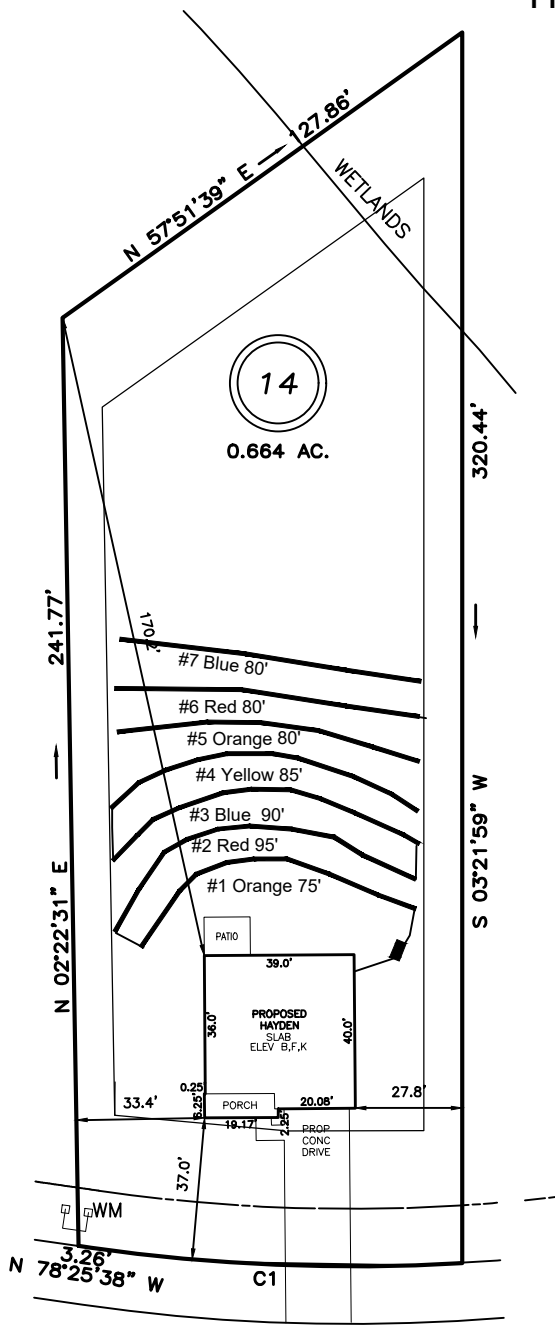 127.86'
N 57°51'39" E
WETLANDS
14
0.664 AC.
320.44'
241.77'
#7 Blue 80'
#6 Red 80'
#5 Orange 80'
#4 Yellow 85'
#3 Blue 90'
#2 Red 95'
#1 Orange 75'
S 03°21'59" W
N 02°22'31" E
PATIO
39.0'
PROPOSED
HAYDEN
SLAB
ELEV B,F,K
36.0'
40.0'
0.25'
6.25'
PORCH
20.08'
27.8'
33.4'
19.17'
2.25'
PROP
CONC
DRIVE
37.0'
WM
3.26'
N 78°25'38" W
C1